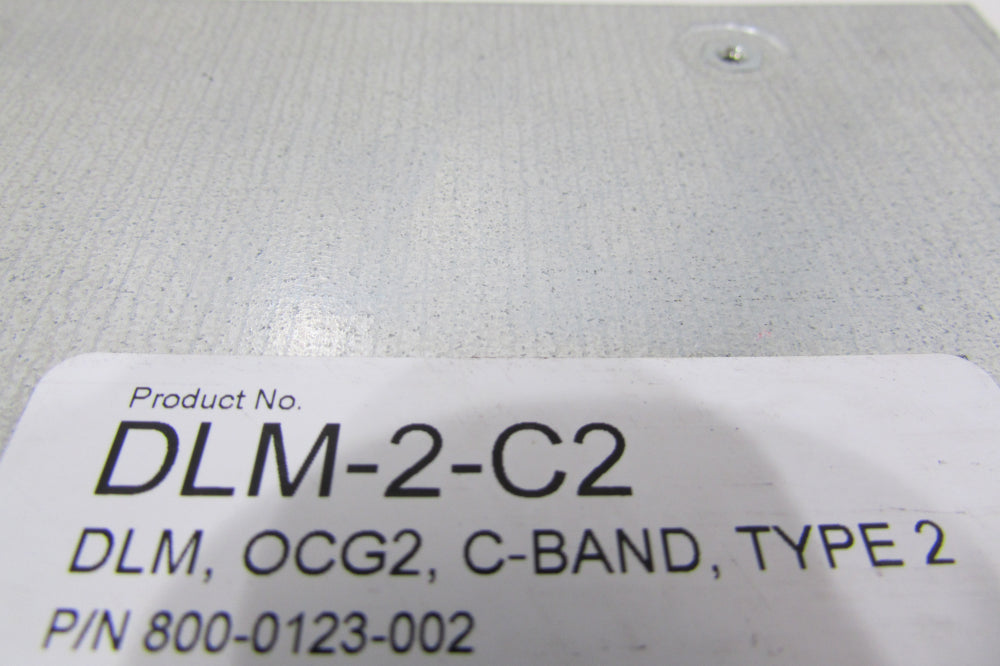 Product No.
DLM-2-C2
DLM, OCG2, C-BAND, TYPE 2
P/N 800-0123-002